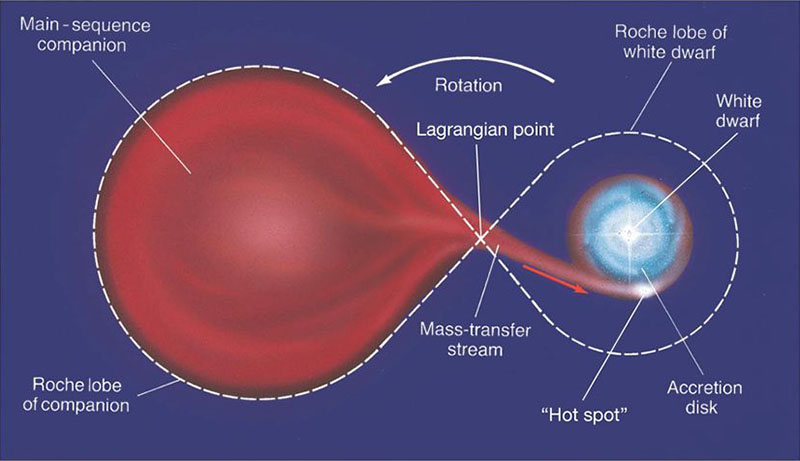 Main-sequence
companion
Rotation
Lagrangian point
Roche lobe of
white dwarf
White
dwarf
Mass-transfer
stream
Roche lobe
of companion
"Hot spot"
Accretion
disk